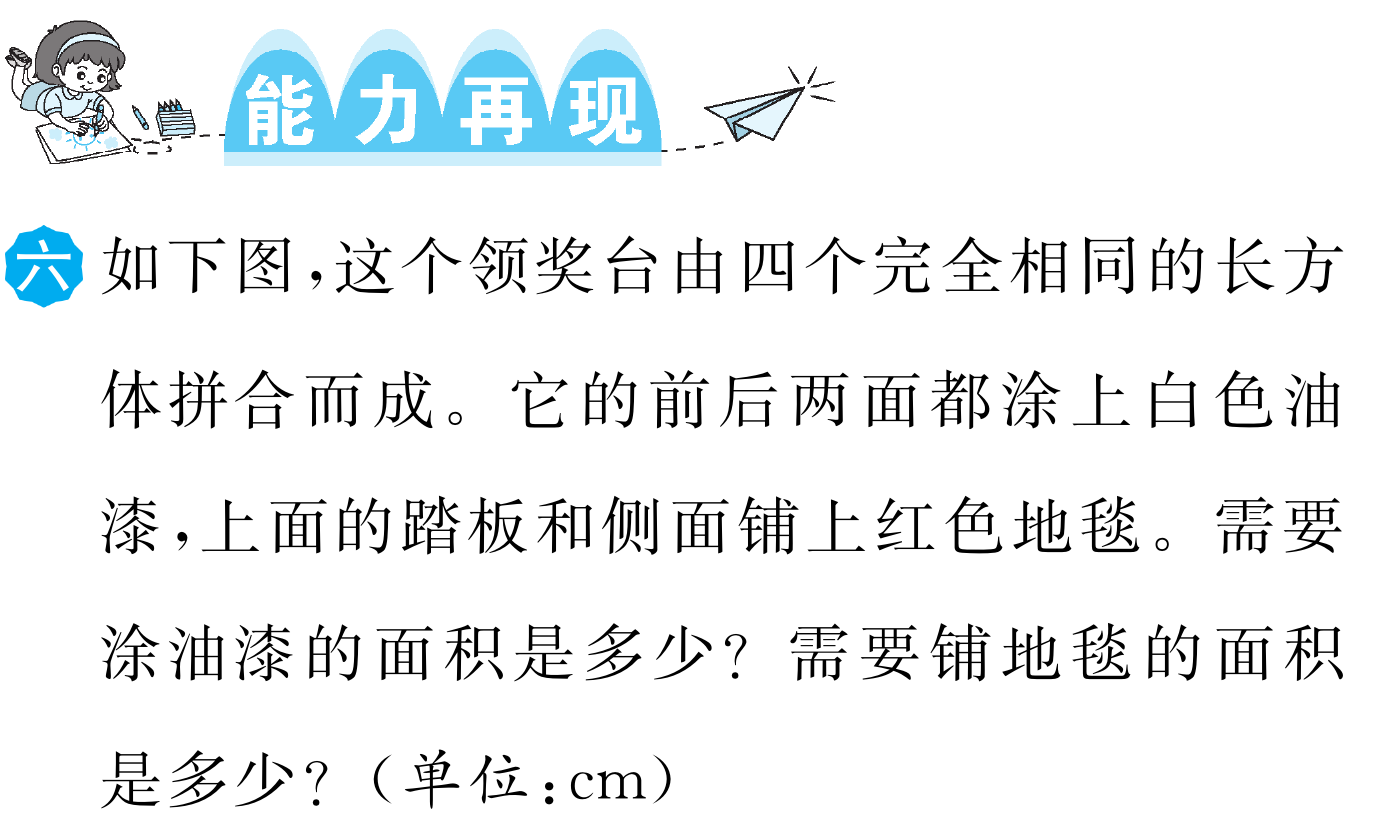 能力再现
六 如下图,这个领奖台由四个完全相同的长方
体拼合而成。它的前后两面都涂上白色油
漆,上面的踏板和侧面铺上红色地毯。需要
涂油漆的面积是多少?需要铺地毯的面积
是多少?(单位:cm)